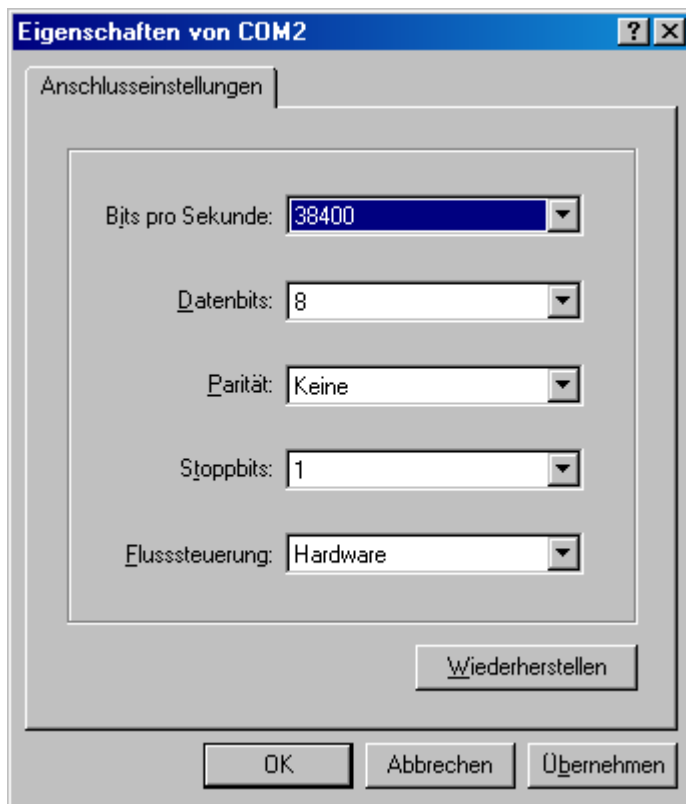 Eigenschaften von COM2
Anschlusseinstellungen
Bits pro Sekunde: 38400
Datenbits: 8
Parität: Keine
Stoppbits: 1
Flusssteuerung: Hardware
Wiederherstellen
OK Abbrechen Übernehmen